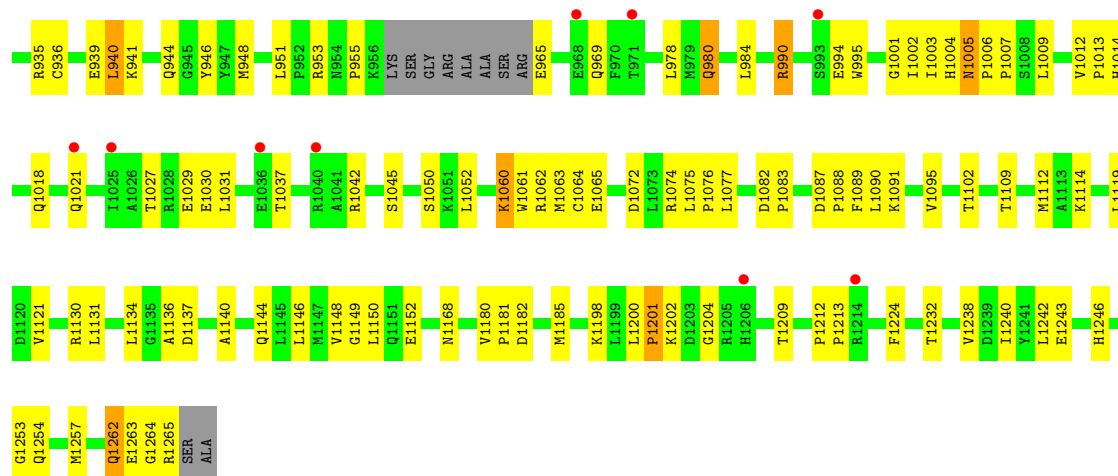 R935 C936 E939 L940 K941 Q944 G945 Y946 Y947 M948 L951 P952 R953 N954 P955 K956 LYS SER GLY ARG ALA ALA SER ARG E965 E968 Q969 F970 T971 L978 M979 Q980 L984 R990 S993 E994 W995 G1001 I1002 I1003 H1004 N1005 P1006 P1007 S1008 L1009 V1012 P1013 H1014
Q1018 Q1021 I1025 A1026 T1027 R1028 E1029 E1030 L1031 E1036 T1037 R1040 A1041 R1042 S1045 S1050 K1051 L1052 K1060 W1061 R1062 M1063 C1064 E1065 D1072 L1073 R1074 L1075 P1076 L1077 D1082 P1083 D1087 P1088 F1089 L1090 K1091 V1095 T1102 T1109 M1112 A1113 K1114 L1119
D1120 V1121 R1130 L1131 L1134 G1135 A1136 D1137 A1140 Q1144 L1145 L1146 M1147 V1148 G1149 L1150 Q1151 E1152 N1168 V1180 P1181 D1182 M1185 K1198 L1199 L1200 P1201 K1202 D1203 G1204 R1205 H1206 T1209 P1212 P1213 R1214 F1224 T1232 V1238 D1239 I1240 Y1241 L1242 E1243 H1246
G1253 Q1254 M1257 Q1262 E1263 G1264 R1265 SER ALA